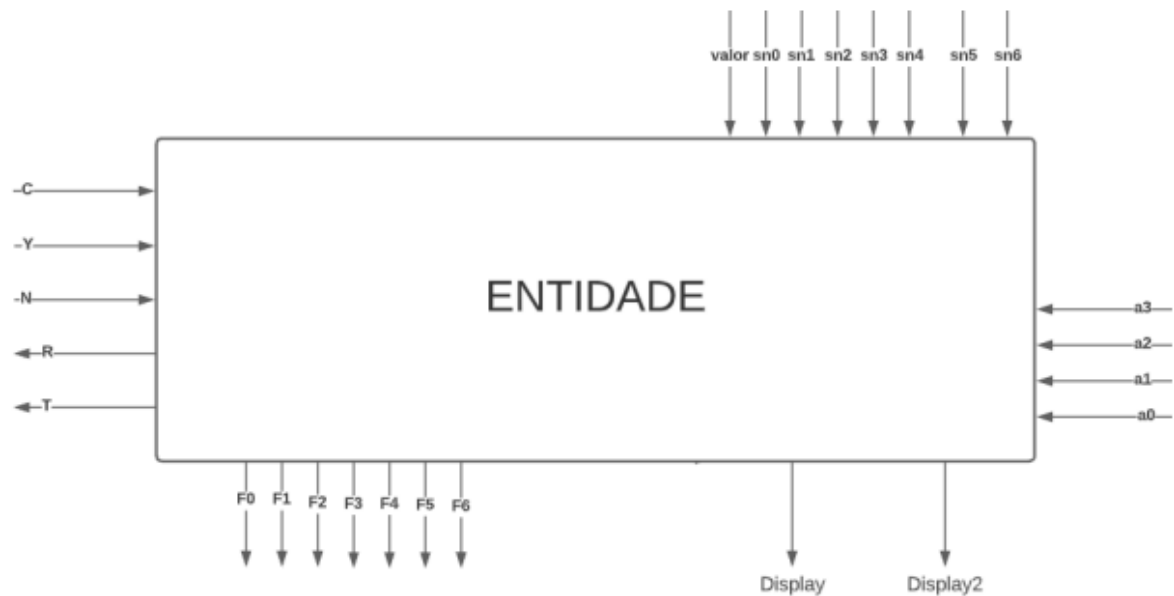 valor sn0 sn1 sn2 sn3 sn4 sn5 sn6
C
Y
N
R
T
ENTIDADE
a3
a2
a1
a0
F0 F1 F2 F3 F4 F5 F6
Display Display2